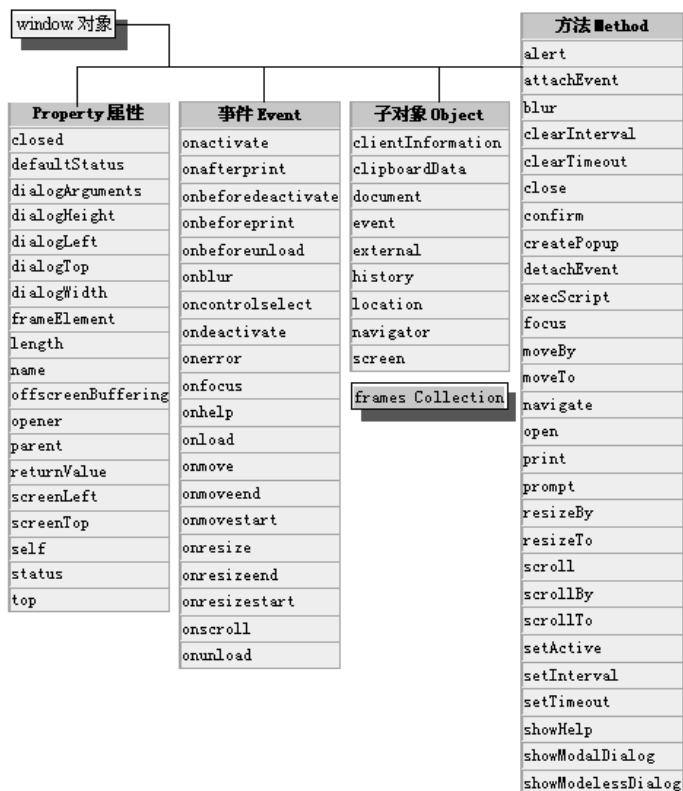 window 对象
Property 属性
closed
defaultStatus
dialogArguments
dialogHeight
dialogLeft
dialogTop
dialogWidth
frameElement
length
name
offscreenBuffering
opener
parent
returnValue
screenLeft
screenTop
self
status
top
事件 Event
onactivate
onafterprint
onbeforedeactivate
onbeforeprint
onbeforeunload
onblur
oncontrolselect
ondeactivate
onerror
onfocus
onhelp
onload
onmove
onmoveend
onmovestart
onresize
onresizeend
onresizestart
onscroll
onunload
子对象 Object
clientInformation
clipboardData
document
event
external
history
location
navigator
screen
frames Collection
方法 Method
alert
attachEvent
blur
clearInterval
clearTimeout
close
confirm
createPopup
detachEvent
execScript
focus
moveBy
moveTo
navigate
open
print
prompt
resizeBy
resizeTo
scroll
scrollBy
scrollTo
setActive
setInterval
setTimeout
showHelp
showModalDialog
showModelessDialog